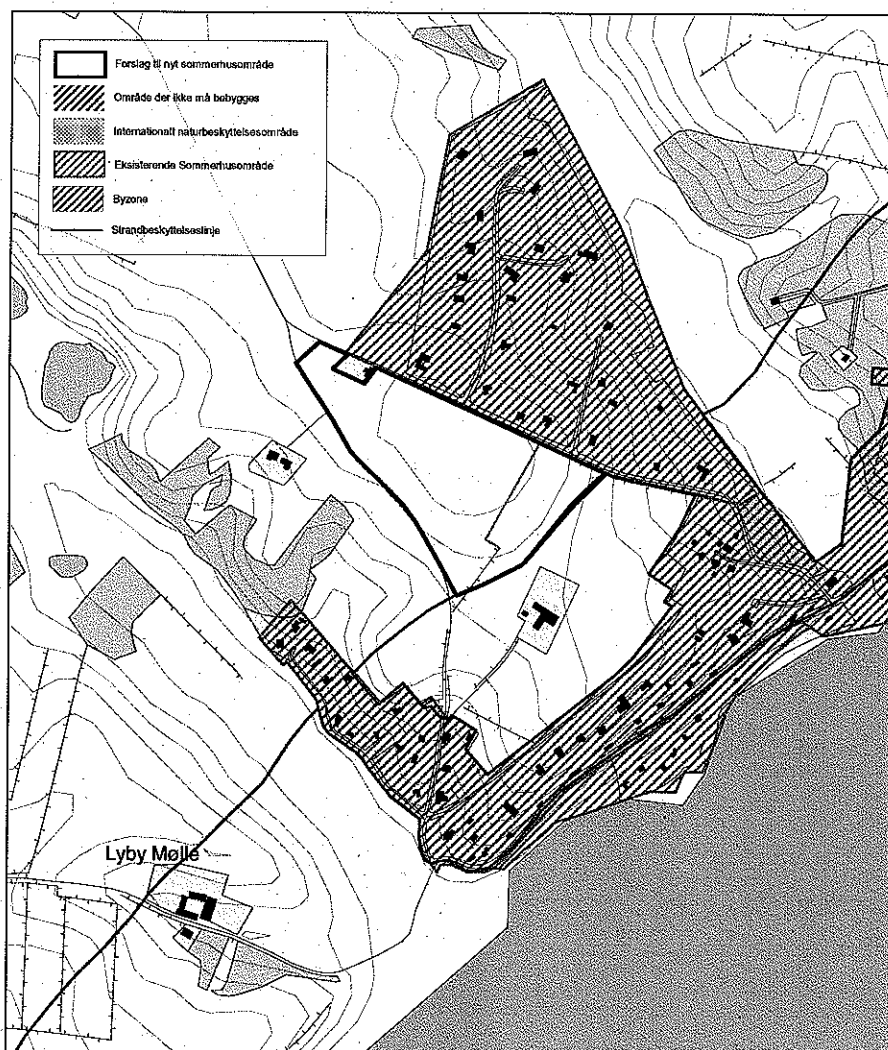 Forslag til nyt sommerhusområde
Område der ikke må bebygges
Internationalt naturbeskyttelsesområde
Eksisterende Sommerhusområde
Byzone
Strandbeskyttelseslinje
Lyby Mølle